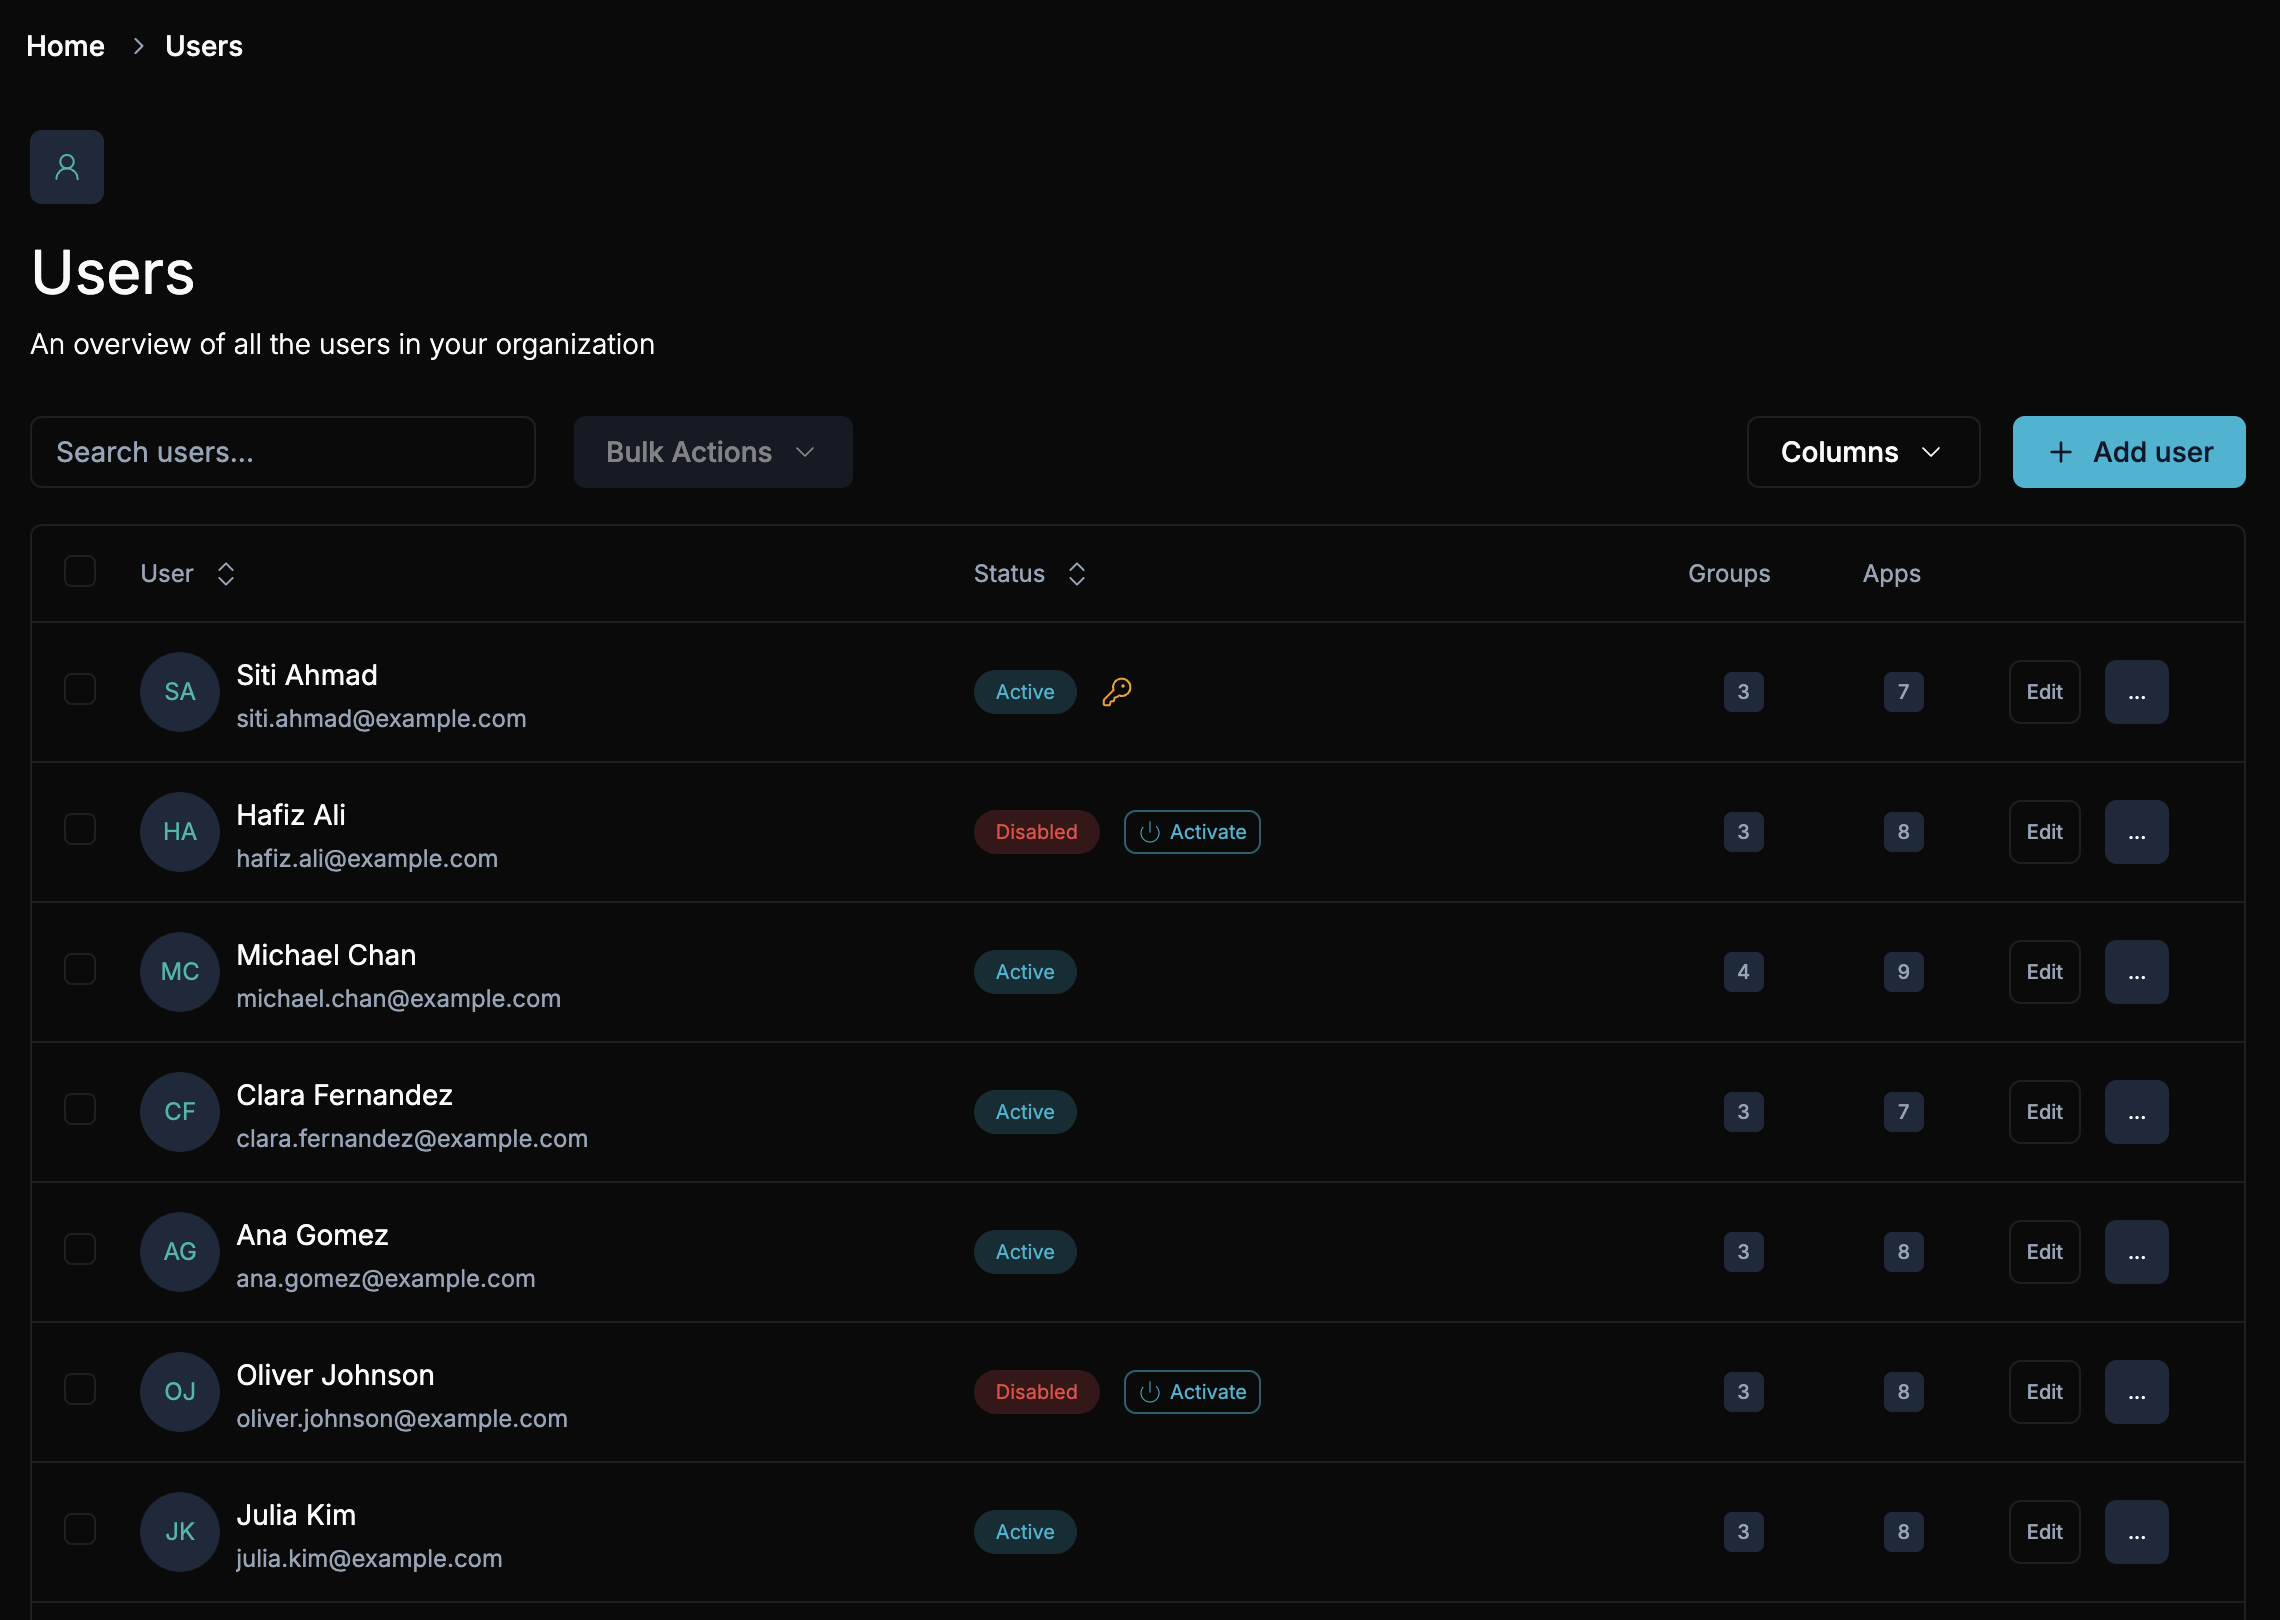 Home > Users
Users
An overview of all the users in your organization
Search users... Bulk Actions Columns + Add user
User Status Groups Apps
SA Siti Ahmad
siti.ahmad@example.com
Active 3 7 Edit ...
HA Hafiz Ali
hafiz.ali@example.com
Disabled Activate 3 8 Edit ...
MC Michael Chan
michael.chan@example.com
Active 4 9 Edit ...
CF Clara Fernandez
clara.fernandez@example.com
Active 3 7 Edit ...
AG Ana Gomez
ana.gomez@example.com
Active 3 8 Edit ...
OJ Oliver Johnson
oliver.johnson@example.com
Disabled Activate 3 8 Edit ...
JK Julia Kim
julia.kim@example.com
Active 3 8 Edit ...